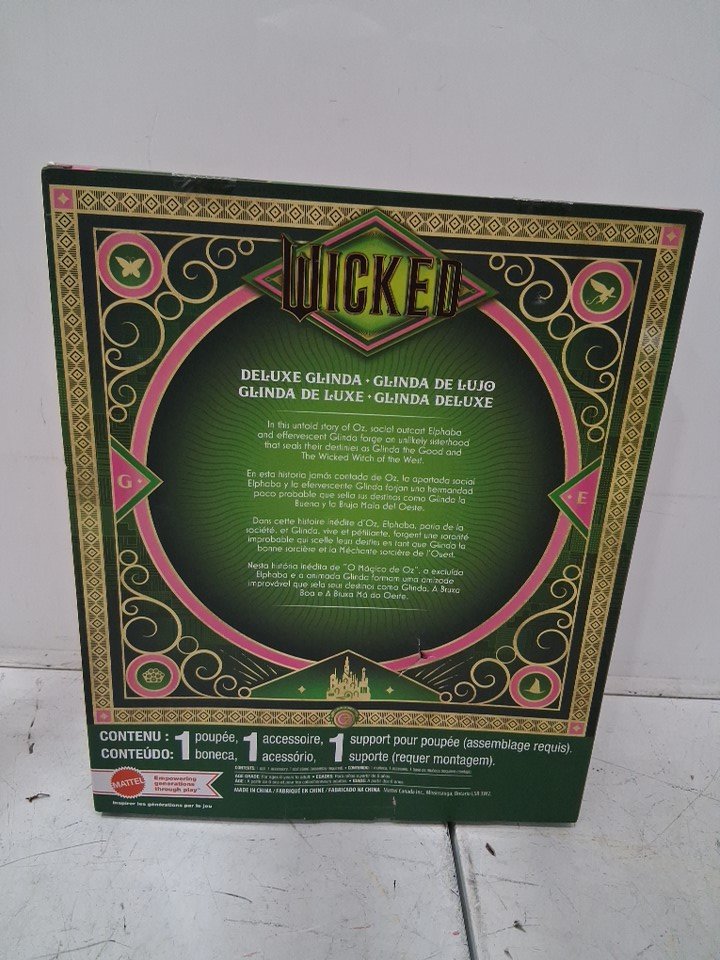 WICKED
DELUXE GLINDA • GLINDA DE LUJO
GLINDA DE LUXE • GLINDA DELUXE
In this untold story of Oz, social outcast Elphaba
and effervescent Glinda forge an unlikely sisterhood
that seals their destinies as Glinda the Good and
The Wicked Witch of the West.
En esta historia jamás contada de Oz, la apartada social
Elphaba y la efervescente Glinda forjan una hermandad
poco probable que sella sus destinos como Glinda la
Buena y la Bruja Mala del Oeste.
Dans cette histoire inédite d'Oz, Elphaba, paria de la
société, et Glinda, vive et pétillante, forgent une sororité
improbable qui scelle leur destins en tant que Glinda la
bonne sorcière et la Méchante sorcière de l'Ouest.
Nesta história inédita de "O Mágico de Oz", a excluída
Elphaba e a animada Glinda formam uma amizade
improvável que sela seus destinos como Glinda, A Bruxa
Boa e A Bruxa Má do Oeste.
G
E
CONTENU : 1 poupée, 1 accessoire, 1 support pour poupée (assemblage requis).
CONTEÚDO: 1 boneca, 1 acessório, 1 suporte (requer montagem).
MATTEL
Empowering
generations
through play™
Inspirer les générations par le jeu
MADE IN CHINA / FABRIQUÉ EN CHINE / FABRICADO NA CHINA Mattel Canada Inc., Mississauga, Ontario L5R 3W2.